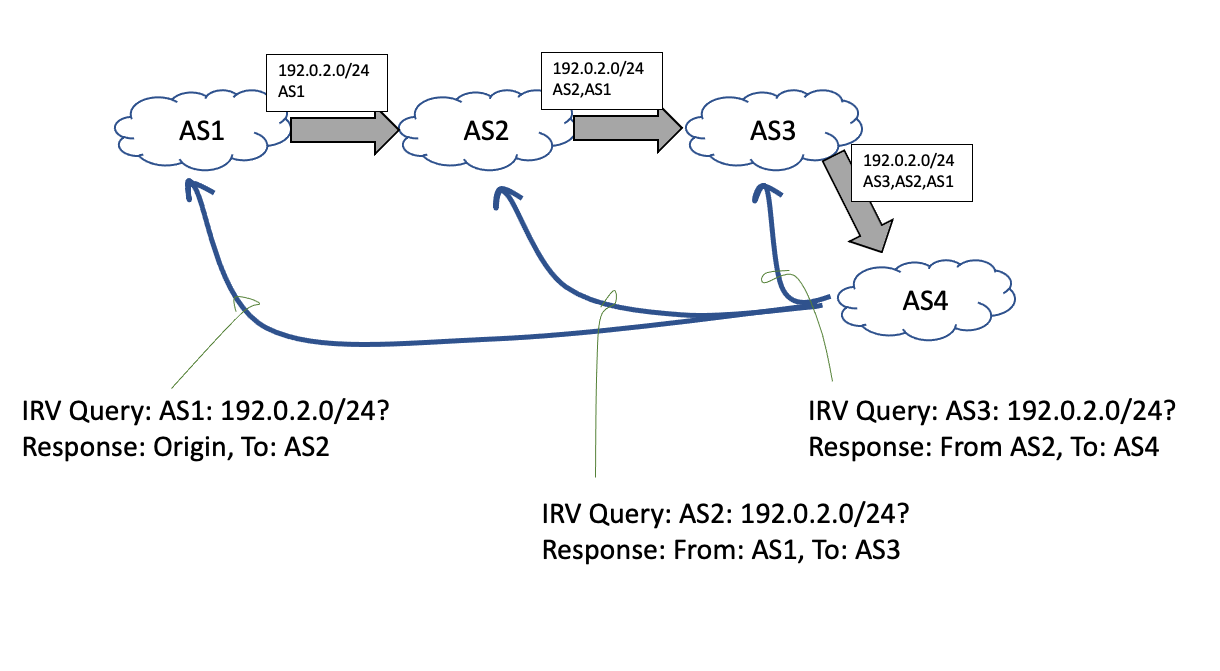 192.0.2.0/24
AS1
192.0.2.0/24
AS2,AS1
AS1
AS2
AS3
192.0.2.0/24
AS3,AS2,AS1
AS4
IRV Query: AS1: 192.0.2.0/24?
Response: Origin, To: AS2
IRV Query: AS3: 192.0.2.0/24?
Response: From AS2, To: AS4
IRV Query: AS2: 192.0.2.0/24?
Response: From: AS1, To: AS3